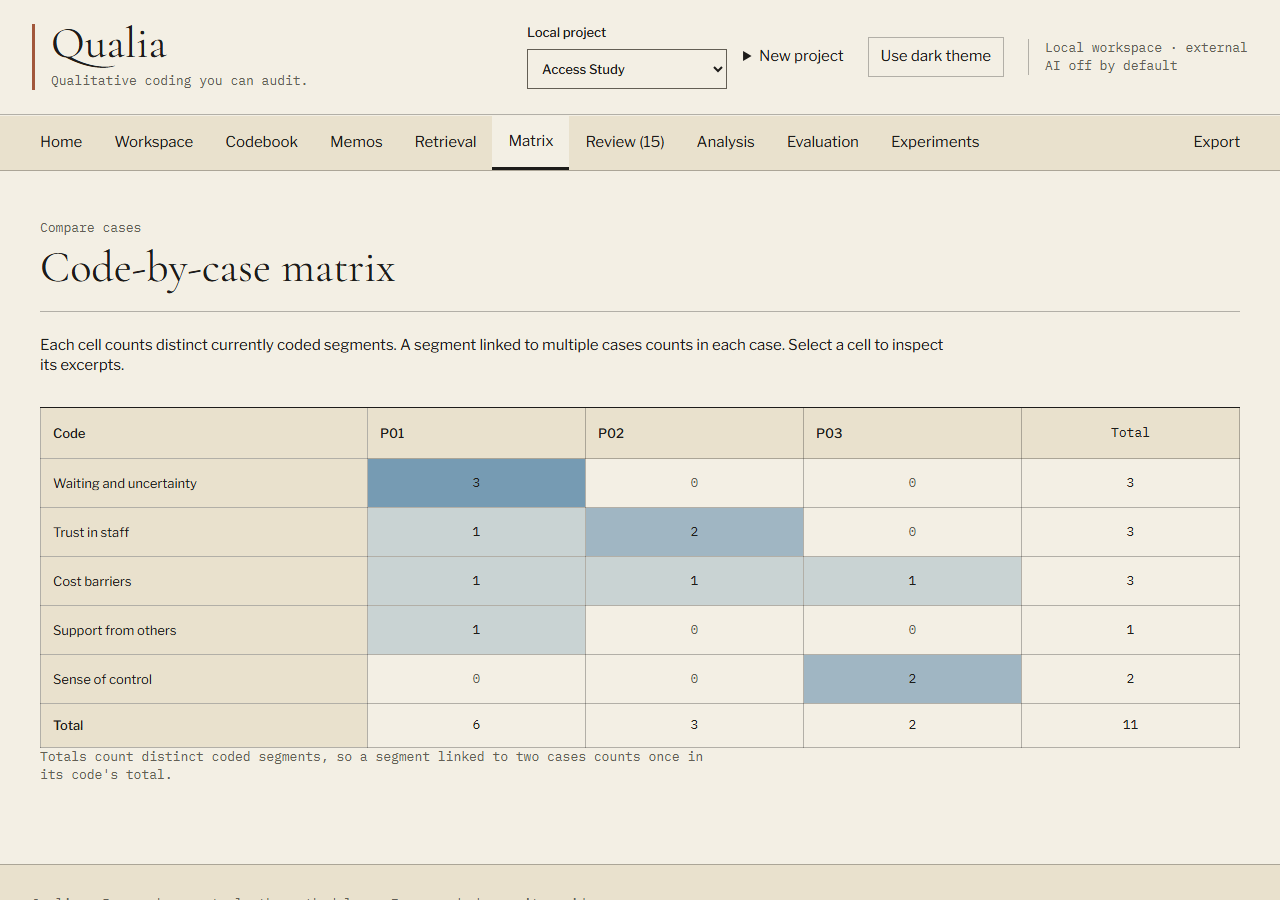 Qualia
Qualitative coding you can audit.
Local project
Access Study
New project
Use dark theme
Local workspace · external
AI off by default
Home Workspace Codebook Memos Retrieval Matrix Review (15) Analysis Evaluation Experiments Export
Compare cases
Code-by-case matrix
Each cell counts distinct currently coded segments. A segment linked to multiple cases counts in each case. Select a cell to inspect
its excerpts.
Code P01 P02 P03 Total
Waiting and uncertainty 3 0 0 3
Trust in staff 1 2 0 3
Cost barriers 1 1 1 3
Support from others 1 0 0 1
Sense of control 0 0 2 2
Total 6 3 2 11
Totals count distinct coded segments, so a segment linked to two cases counts once in
its code's total.